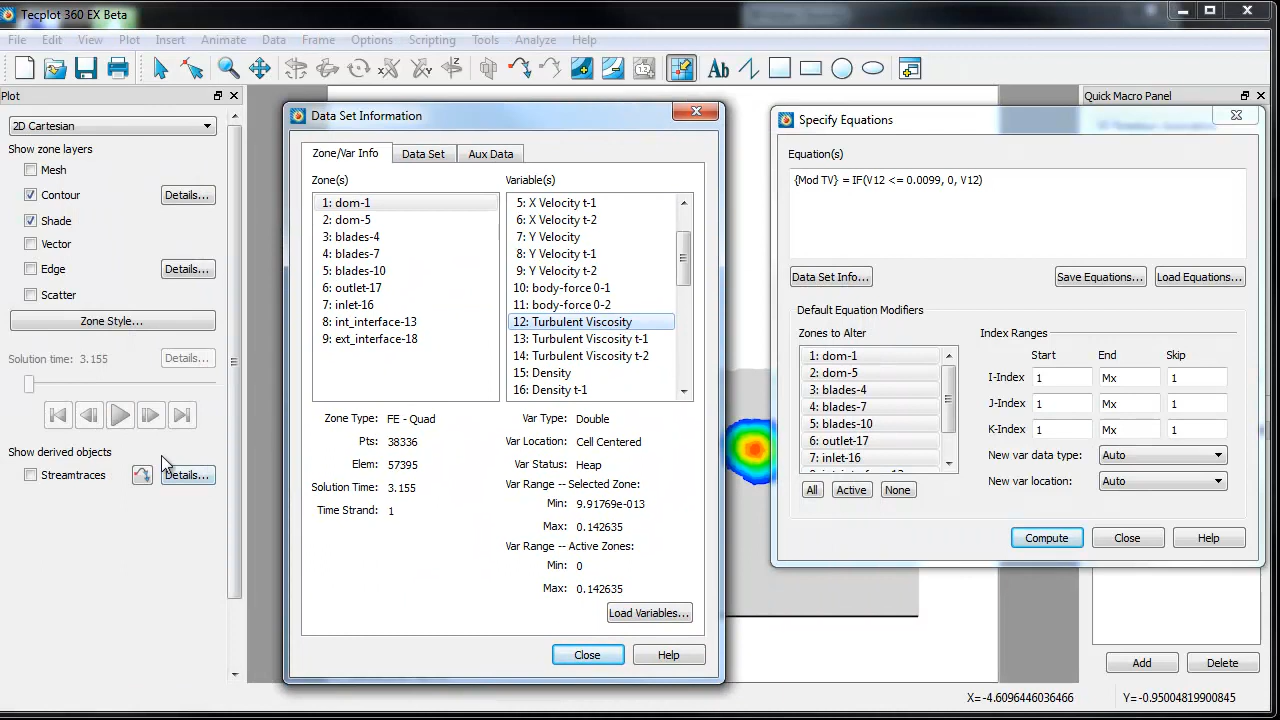 Tecplot 360 EX Beta
File Edit View Plot Insert Animate Data Frame Options Scripting Tools Analyze Help
Plot
2D Cartesian
Show zone layers
Mesh
Contour
Details...
Shade
Vector
Edge
Details...
Scatter
Zone Style...
Solution time: 3.155
Details...
Show derived objects
Streamtraces
Details...
Data Set Information
Zone/Var Info
Data Set
Aux Data
Zone(s)
1: dom-1
2: dom-5
3: blades-4
4: blades-7
5: blades-10
6: outlet-17
7: inlet-16
8: int_interface-13
9: ext_interface-18
Variable(s)
5: X Velocity t-1
6: X Velocity t-2
7: Y Velocity
8: Y Velocity t-1
9: Y Velocity t-2
10: body-force 0-1
11: body-force 0-2
12: Turbulent Viscosity
13: Turbulent Viscosity t-1
14: Turbulent Viscosity t-2
15: Density
16: Density t-1
Zone Type: FE - Quad
Pts: 38336
Elem: 57395
Solution Time: 3.155
Time Strand: 1
Var Type: Double
Var Location: Cell Centered
Var Status: Heap
Var Range -- Selected Zone:
Min: 9.91769e-013
Max: 0.142635
Var Range -- Active Zones:
Min: 0
Max: 0.142635
Load Variables...
Close
Help
Specify Equations
Equation(s)
{Mod TV} = IF(V12 <= 0.0099, 0, V12)
Data Set Info...
Save Equations...
Load Equations...
Default Equation Modifiers
Zones to Alter
1: dom-1
2: dom-5
3: blades-4
4: blades-7
5: blades-10
6: outlet-17
7: inlet-16
All
Active
None
Index Ranges
Start End Skip
I-Index 1 Mx 1
J-Index 1 Mx 1
K-Index 1 Mx 1
New var data type: Auto
New var location: Auto
Compute
Close
Help
Quick Macro Panel
Add
Delete
X=-4.6096446036466 Y=-0.95004819900845